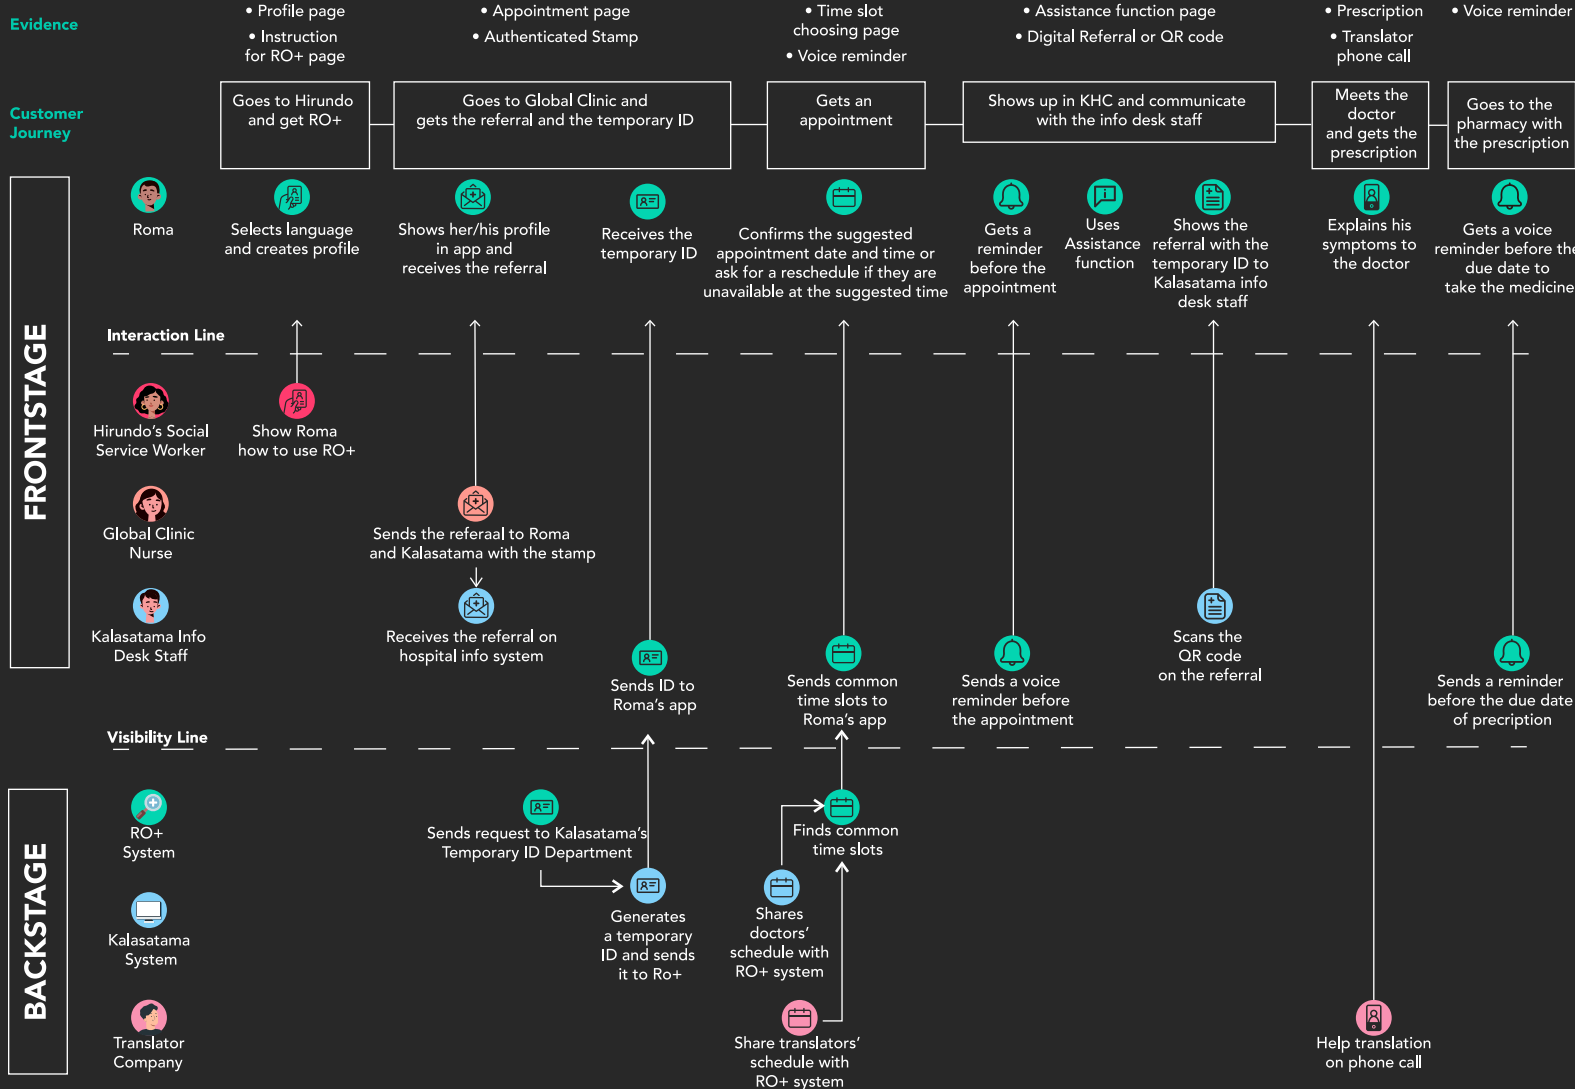 Evidence
• Profile page
• Instruction
for RO+ page
• Appointment page
• Authenticated Stamp
• Time slot
choosing page
• Voice reminder
• Assistance function page
• Digital Referral or QR code
• Prescription
• Translator
phone call
• Voice reminder
Customer
Journey
Goes to Hirundo
and get RO+
Goes to Global Clinic and
gets the referral and the temporary ID
Gets an
appointment
Shows up in KHC and communicate
with the info desk staff
Meets the
doctor
and gets the
prescription
Goes to the
pharmacy with
the prescription
FRONTSTAGE
Roma
Selects language
and creates profile
Shows her/his profile
in app and
receives the referral
Receives the
temporary ID
Confirms the suggested
appointment date and time or
ask for a reschedule if they are
unavailable at the suggested time
Gets a
reminder
before the
appointment
Uses
Assistance
function
Shows the
referral with the
temporary ID to
Kalasatama info
desk staff
Explains his
symptoms to
the doctor
Gets a voice
reminder before the
due date to
take the medicine
Interaction Line
Hirundo's Social
Service Worker
Show Roma
how to use RO+
Global Clinic
Nurse
Sends the referaal to Roma
and Kalasatama with the stamp
Kalasatama Info
Desk Staff
Receives the referral on
hospital info system
Sends ID to
Roma's app
Sends common
time slots to
Roma's app
Sends a voice
reminder before
the appointment
Scans the
QR code
on the referral
Sends a reminder
before the due date
of precription
Visibility Line
BACKSTAGE
RO+
System
Sends request to Kalasatama's
Temporary ID Department
Finds common
time slots
Kalasatama
System
Generates
a temporary
ID and sends
it to Ro+
Shares
doctors'
schedule with
RO+ system
Translator
Company
Share translators'
schedule with
RO+ system
Help translation
on phone call